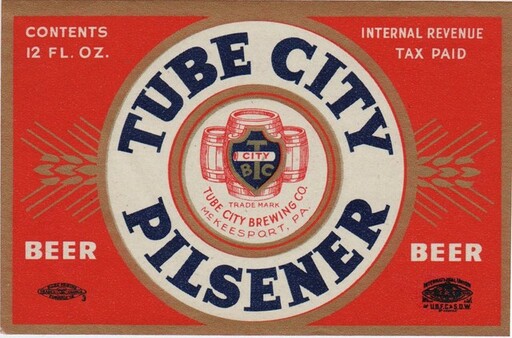 CONTENTS
12 FL. OZ.
INTERNAL REVENUE
TAX PAID
TUBE CITY
T
CITY
B C
TRADE MARK
TUBE CITY BREWING CO.
McKEESPORT, PA.
PILSENER
BEER
BEER